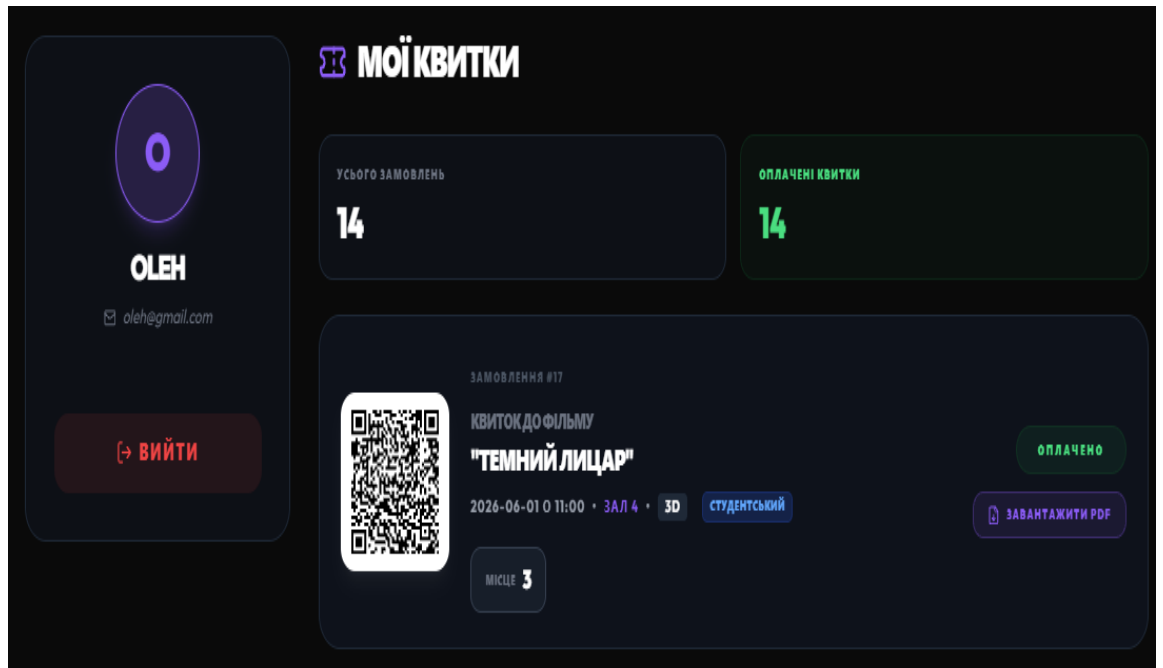 O
OLEH
oleh@gmail.com
ВИЙТИ
МОЇ КВИТКИ
УСЬОГО ЗАМОВЛЕНЬ
14
ОПЛАЧЕНІ КВИТКИ
14
ЗАМОВЛЕННЯ #17
КВИТОК ДО ФІЛЬМУ
"ТЕМНИЙ ЛИЦАР"
2026-06-01 О 11:00 • ЗАЛ 4 • 3D СТУДЕНТСЬКИЙ
МІСЦЕ 3
ОПЛАЧЕНО
ЗАВАНТАЖИТИ PDF